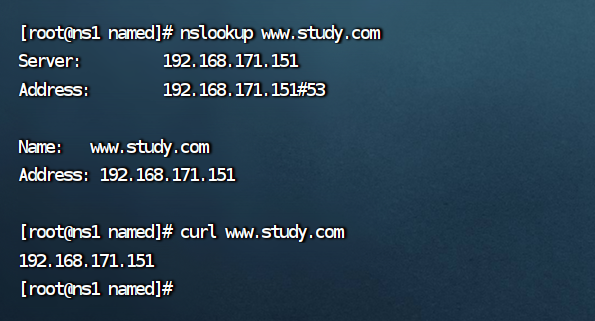 [root@ns1 named]# nslookup www.study.com
Server:         192.168.171.151
Address:        192.168.171.151#53
Name:   www.study.com
Address: 192.168.171.151
[root@ns1 named]# curl www.study.com
192.168.171.151
[root@ns1 named]#